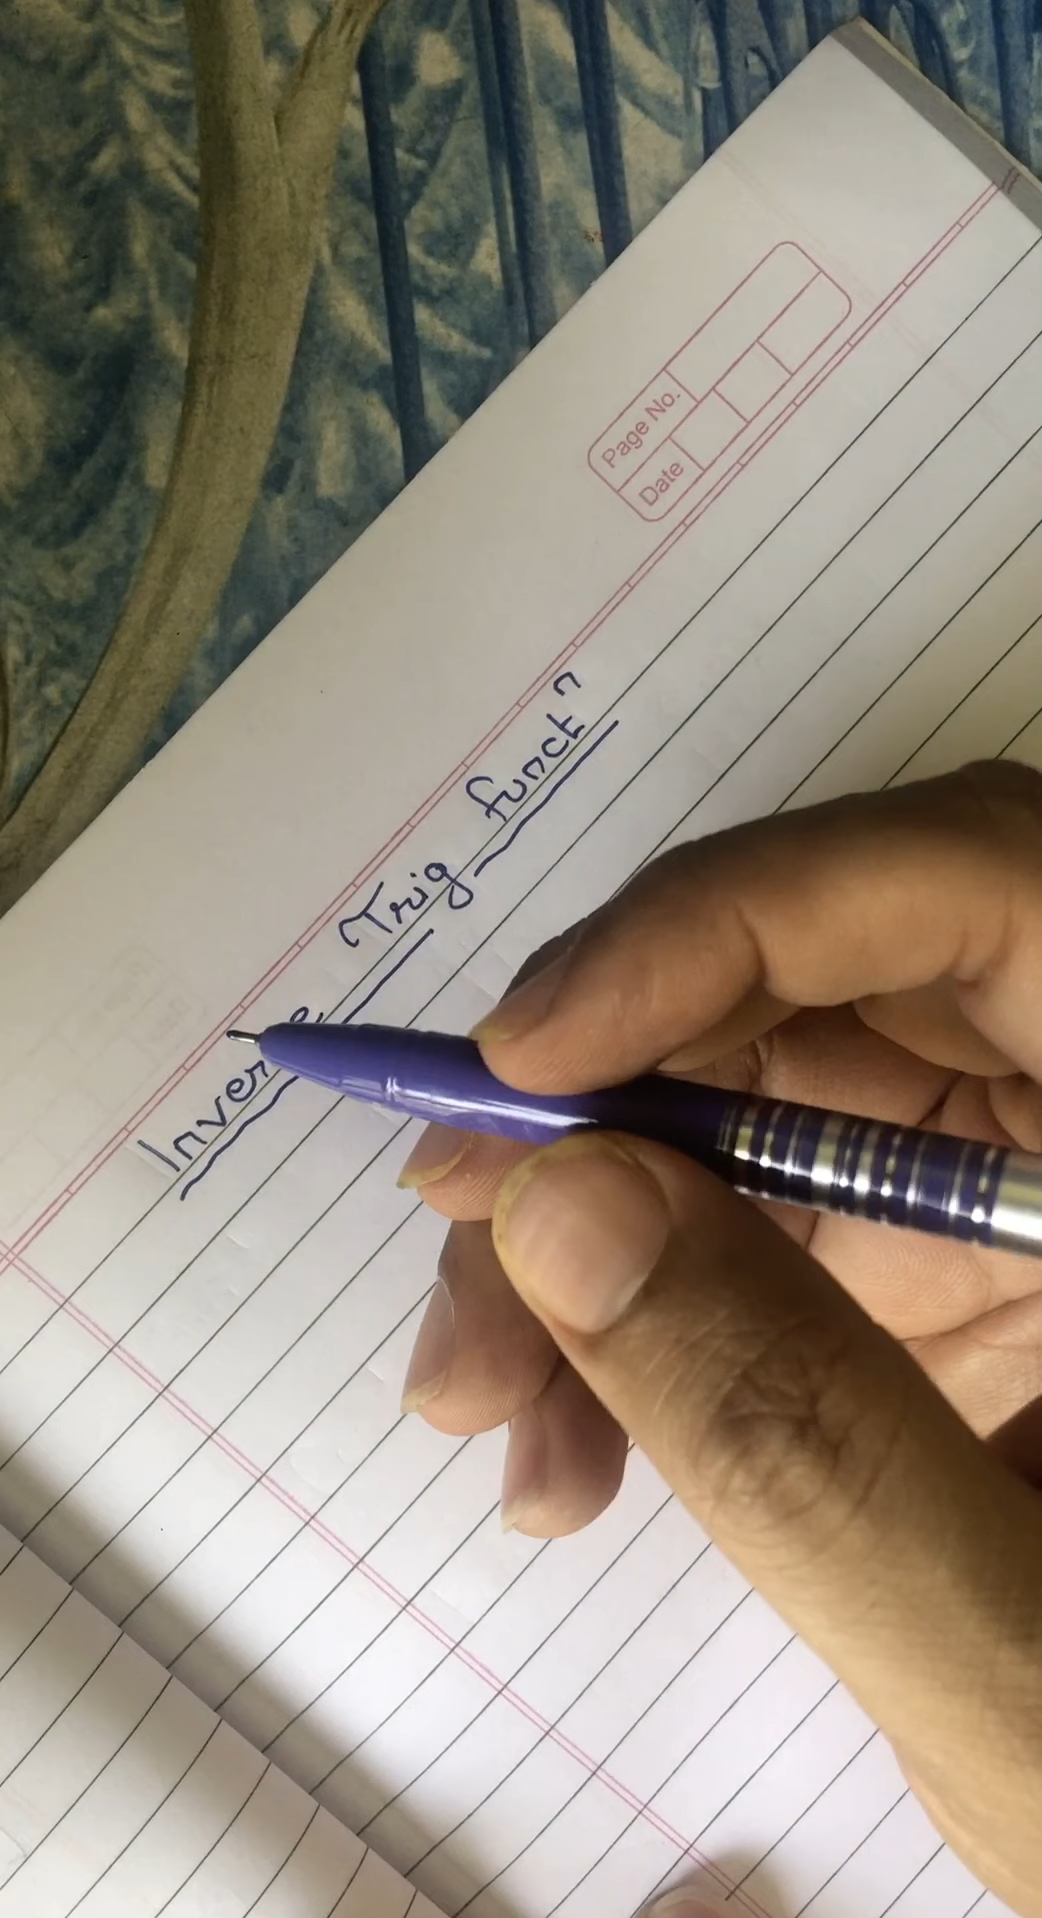 Page No.
Date
Trig functⁿ